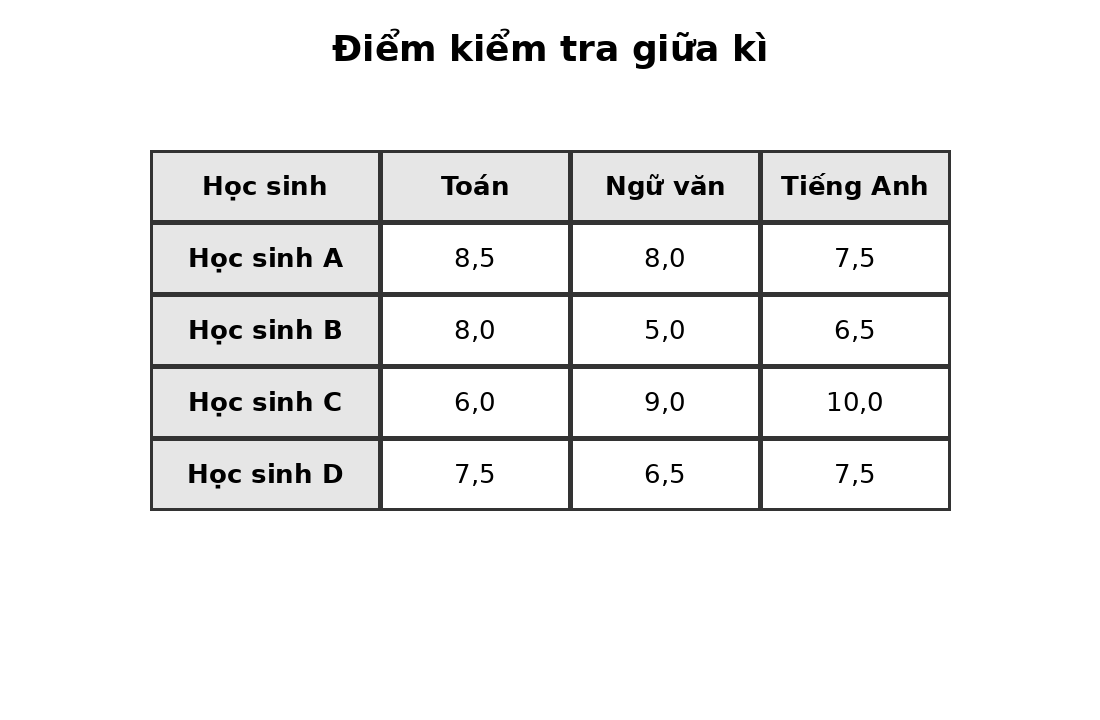 Điểm kiểm tra giữa kì
Học sinh Toán Ngữ văn Tiếng Anh
Học sinh A 8,5 8,0 7,5
Học sinh B 8,0 5,0 6,5
Học sinh C 6,0 9,0 10,0
Học sinh D 7,5 6,5 7,5